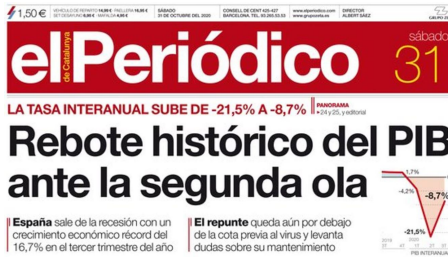 1,50 €
SÁBADO
31 DE OCTUBRE DEL 2020
CONSELL DE CENT 425-427
BARCELONA. TEL. 93.265.53.53
www.elperiodico.com
www.grupozeta.es
DIRECTOR
ALBERT SÁEZ
el Periódico
de Catalunya
sábado
31
LA TASA INTERANUAL SUBE DE -21,5% A -8,7%
PANORAMA
24 y 25, y editorial
Rebote histórico del PIB
ante la segunda ola
España sale de la recesión con un
crecimiento económico récord del
16,7% en el tercer trimestre del año
El repunte queda aún por debajo
de la cota previa al virus y levanta
dudas sobre su mantenimiento
1,7%
-4,2%
-8,7%
-21,5%
2019
2020
PIB INTERANUAL